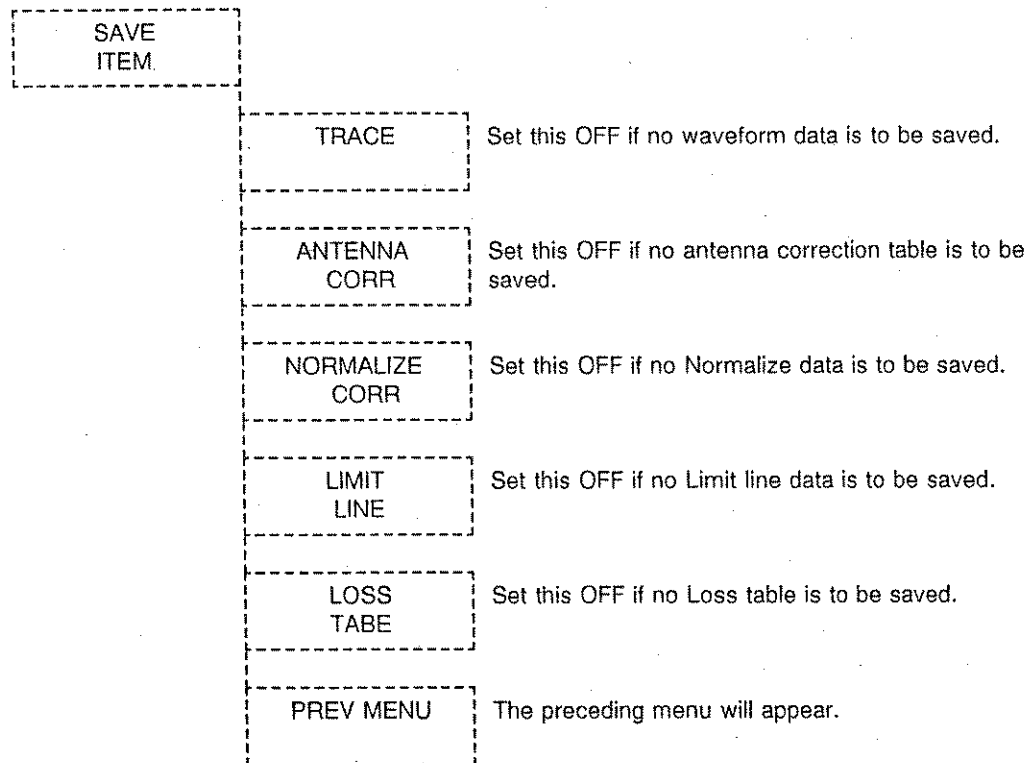 SAVE
ITEM.
TRACE
Set this OFF if no waveform data is to be saved.
ANTENNA
CORR
Set this OFF if no antenna correction table is to be
saved.
NORMALIZE
CORR
Set this OFF if no Normalize data is to be saved.
LIMIT
LINE
Set this OFF if no Limit line data is to be saved.
LOSS
TABE
Set this OFF if no Loss table is to be saved.
PREV MENU
The preceding menu will appear.